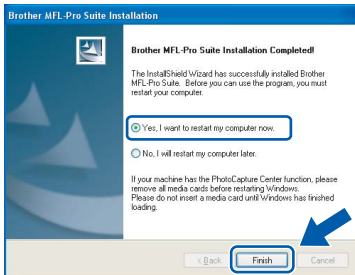 Brother MFL-Pro Suite Installation
Brother MFL-Pro Suite Installation Completed!
The InstallShield Wizard has successfully installed Brother
MFL-Pro Suite. Before you can use the program, you must
restart your computer.
Yes, I want to restart my computer now.
No, I will restart my computer later.
If your machine has the PhotoCapture Center function, please
remove all media cards before restarting Windows.
Please do not insert a media card until Windows has finished
loading.
< Back Finish Cancel